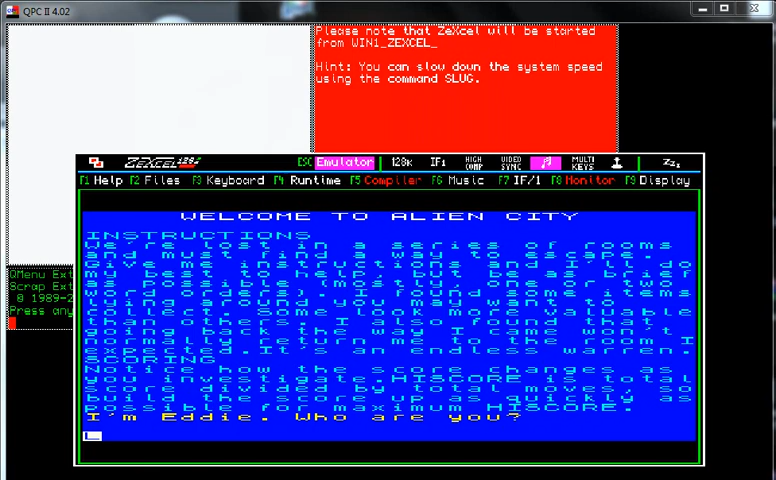 QPC II 4.02
Please note that ZeXcel will be started
from WIN1_ZEXCEL_
Hint: You can slow down the system speed
using the command SLUG.
ZEXCEL128
ESC Emulator 128K IF1 HIGH COMP VIDEO SYNC MULTI KEYS Zzz
F1 Help F2 Files F3 Keyboard F4 Runtime F5 Compiler F6 Music F7 IF/1 F8 Monitor F9 Display
WELCOME TO ALIEN CITY
INSTRUCTIONS
We're lost in a series of rooms
and must find a way to escape.
Give me instructions and I'll do
my best to help, but be as brief
as possible (mostly, one or two
word orders). I found some items
lying around you may want to
collect. Some look more valuable
than others. I also found that
going back the way I came won't
normally return me to the room I
expected. It's an endless warren.
SCORING
Notice how the score changes as
you investigate. HISCORE is total
score divided by total moves, so
build the score up as quickly as
possible for maximum HISCORE.
I'm Eddie. Who are you?
L
QMenu Ext
Scrap Ext
© 1989-2
Press any